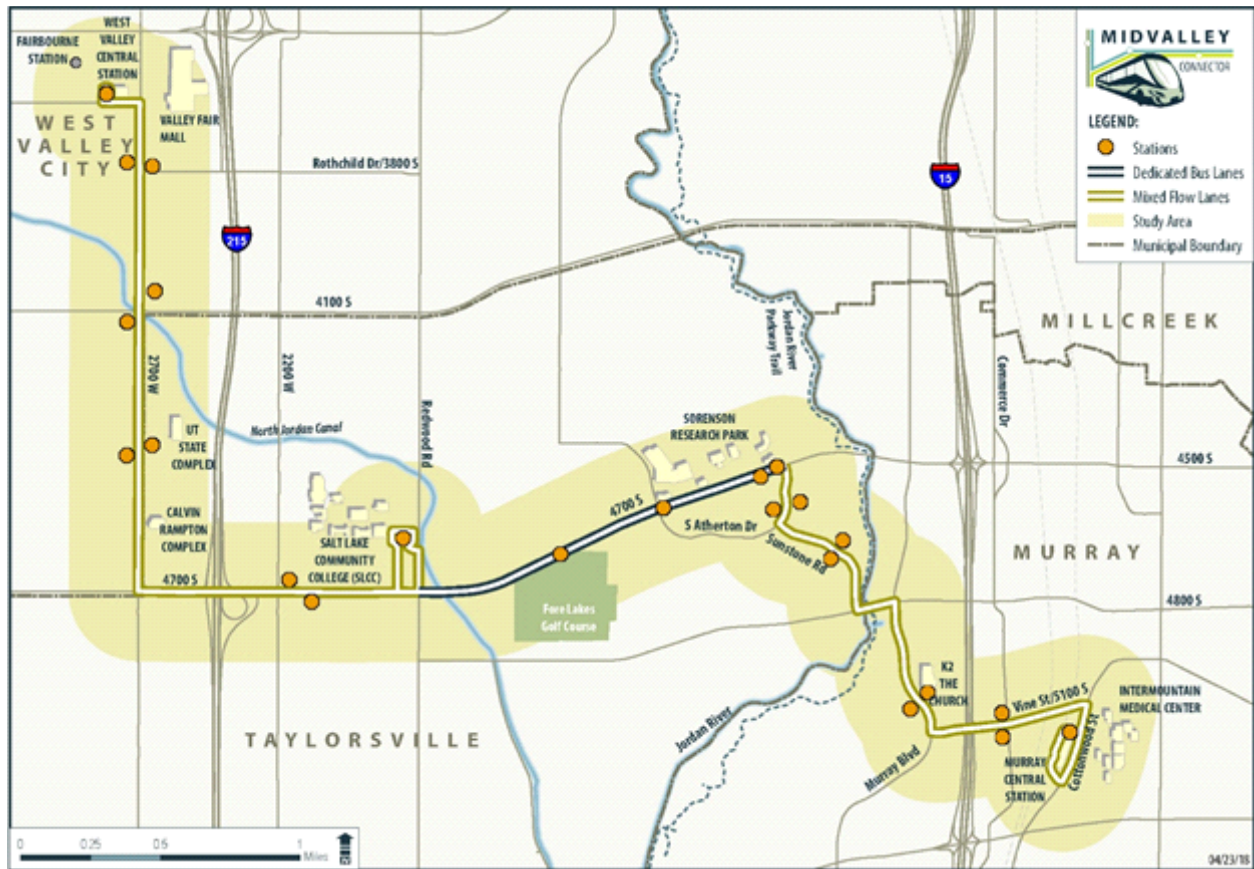 WEST
VALLEY
CENTRAL
STATION
FAIRBOURNE
STATION
VALLEY FAIR
MALL
WEST
VALLEY
CITY
Rothchild Dr/3800 S
215
15
MIDVALLEY
CONNECTOR
LEGEND:
Stations
Dedicated Bus Lanes
Mixed Flow Lanes
Study Area
Municipal Boundary
4100 S
2700 W
2200 W
Redwood Rd
North Jordan Canal
Jordan River
Parkway Trail
Commerce Dr
MILLCREEK
UT
STATE
COMPLEX
CALVIN
RAMPTON
COMPLEX
SORENSON
RESEARCH PARK
4500 S
4700 S
S Atherton Dr
Sunstone Rd
SALT LAKE
COMMUNITY
COLLEGE (SLCC)
4700 S
Fore Lakes
Golf Course
MURRAY
4800 S
K2
THE
CHURCH
Vine St/5100 S
INTERMOUNTAIN
MEDICAL CENTER
Cottonwood St
MURRAY
CENTRAL
STATION
Murray Blvd
Jordan River
TAYLORSVILLE
0 0.25 0.5 1
Miles
N
04/23/18